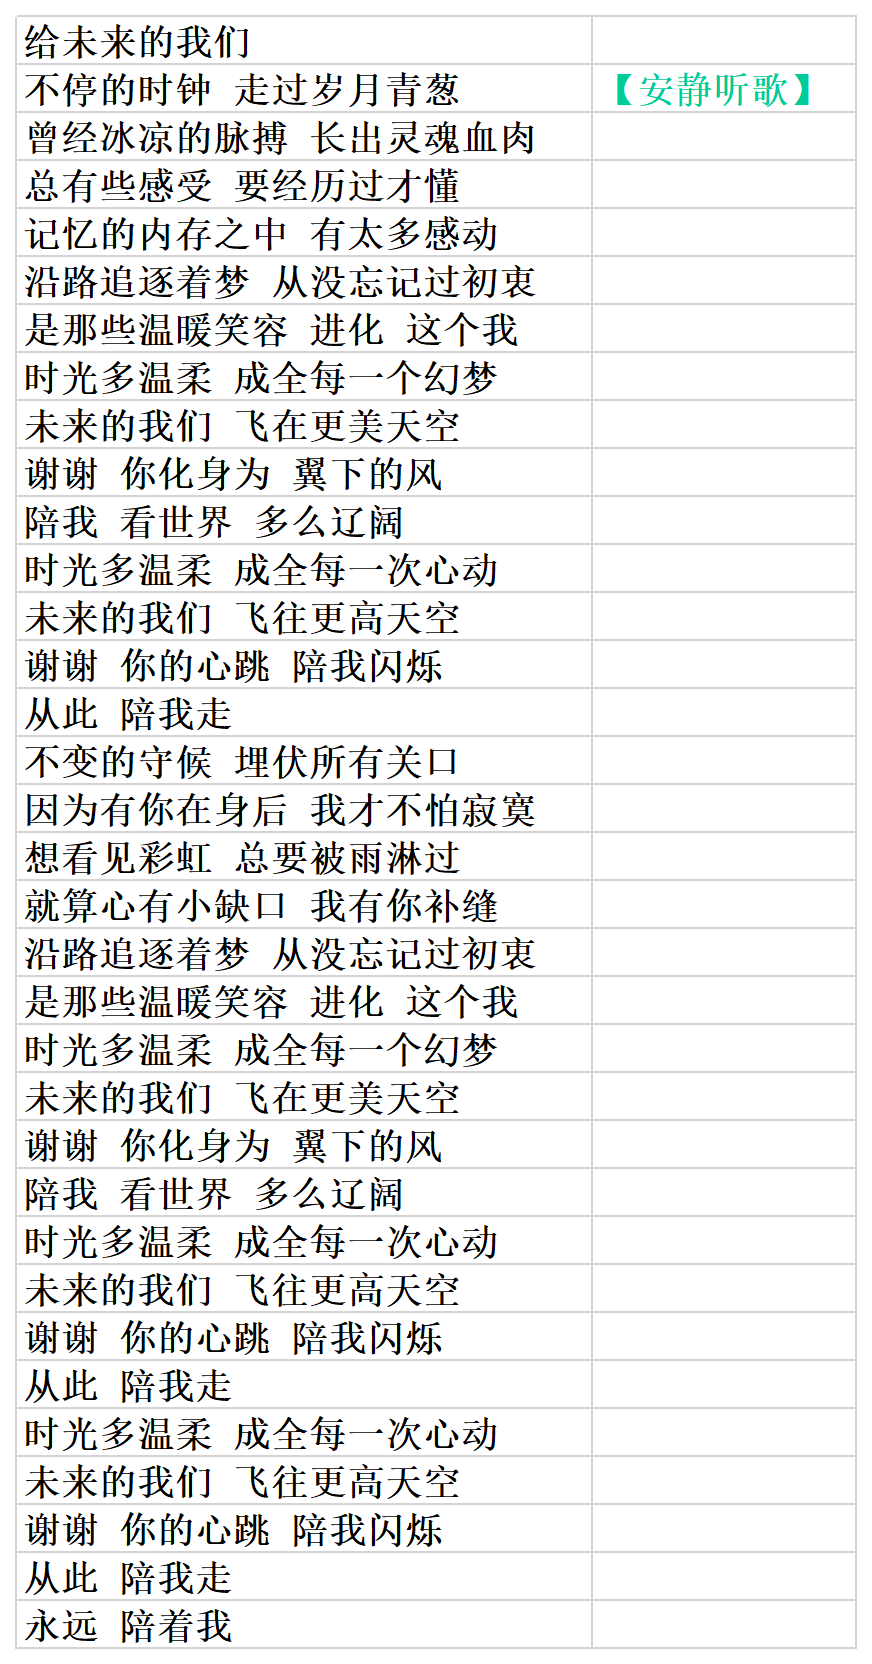 给未来的我们
不停的时钟 走过岁月青葱 【安静听歌】
曾经冰凉的脉搏 长出灵魂血肉
总有些感受 要经历过才懂
记忆的内存之中 有太多感动
沿路追逐着梦 从没忘记过初衷
是那些温暖笑容 进化 这个我
时光多温柔 成全每一个幻梦
未来的我们 飞在更美天空
谢谢 你化身为 翼下的风
陪我 看世界 多么辽阔
时光多温柔 成全每一次心动
未来的我们 飞往更高天空
谢谢 你的心跳 陪我闪烁
从此 陪我走
不变的守候 埋伏所有关口
因为有你在身后 我才不怕寂寞
想看见彩虹 总要被雨淋过
就算心有小缺口 我有你补缝
沿路追逐着梦 从没忘记过初衷
是那些温暖笑容 进化 这个我
时光多温柔 成全每一个幻梦
未来的我们 飞在更美天空
谢谢 你化身为 翼下的风
陪我 看世界 多么辽阔
时光多温柔 成全每一次心动
未来的我们 飞往更高天空
谢谢 你的心跳 陪我闪烁
从此 陪我走
时光多温柔 成全每一次心动
未来的我们 飞往更高天空
谢谢 你的心跳 陪我闪烁
从此 陪我走
永远 陪着我